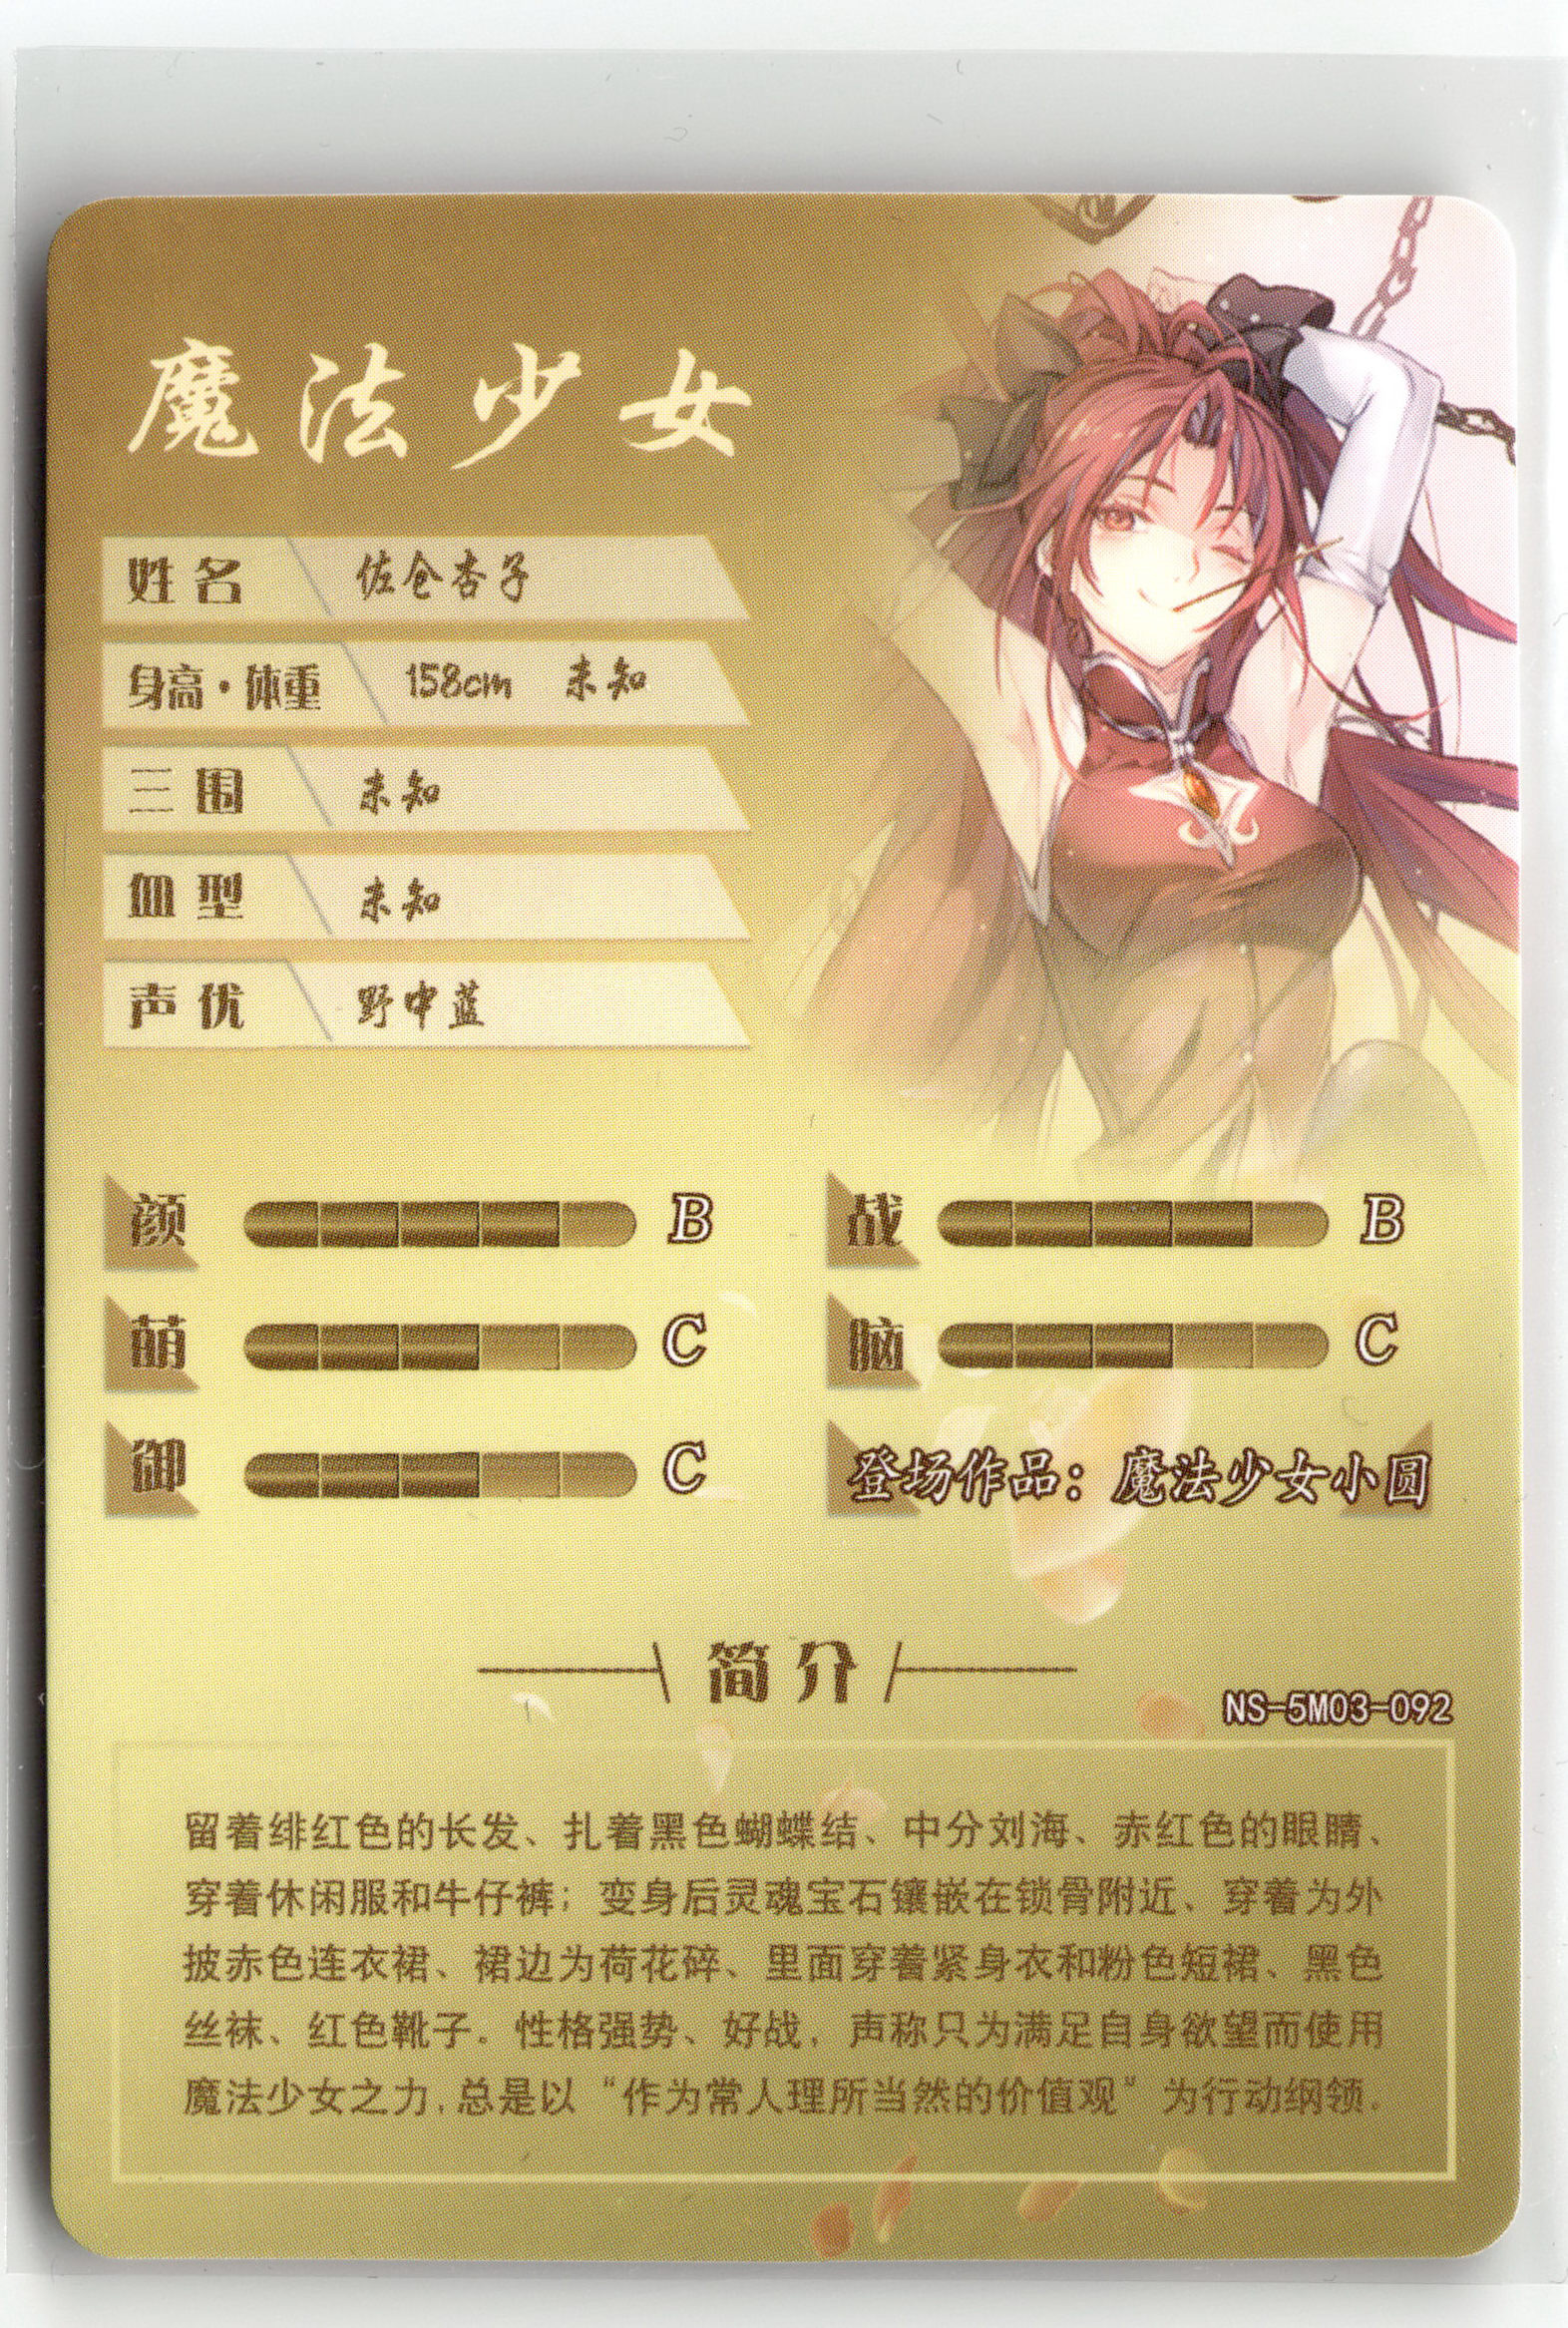 魔法少女
姓名 佐仓杏子
身高·体重 158cm 未知
三围 未知
血型 未知
声优 野中蓝
颜 B
战 B
萌 C
脑 C
御 C
登场作品：魔法少女小圆
简介
NS-5M03-092
留着绯红色的长发、扎着黑色蝴蝶结、中分刘海、赤红色的眼睛、
穿着休闲服和牛仔裤；变身后灵魂宝石镶嵌在锁骨附近、穿着为外
披赤色连衣裙、裙边为荷花碎、里面穿着紧身衣和粉色短裙、黑色
丝袜、红色靴子．性格强势、好战，声称只为满足自身欲望而使用
魔法少女之力，总是以“作为常人理所当然的价值观”为行动纲领．